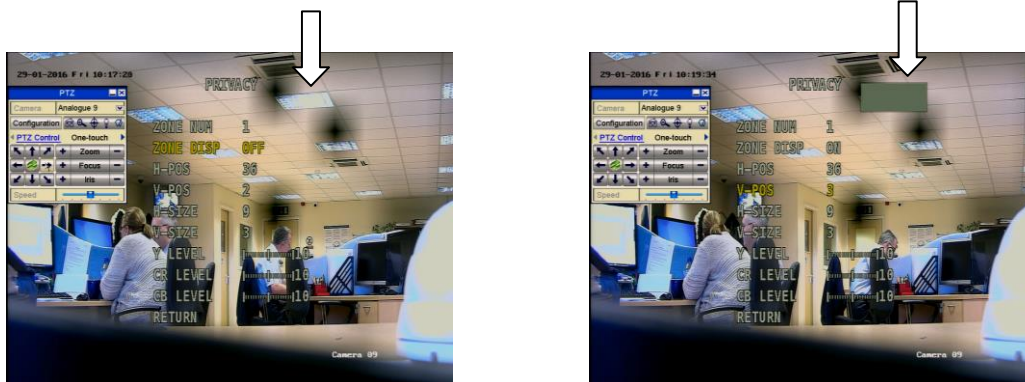 29-01-2016 Fri 10:17:28
PRIVACY
PTZ
Camera Analogue 9
Configuration
PTZ Control One-touch
+ Zoom −
+ Focus −
+ Iris −
Speed
ZONE NUM 1
ZONE DISP OFF
H-POS 36
V-POS 2
H-SIZE 9
V-SIZE 3
Y LEVEL 10
CR LEVEL 10
CB LEVEL 10
RETURN
Camera 09
29-01-2016 Fri 10:19:34
PRIVACY
PTZ
Camera Analogue 9
Configuration
PTZ Control One-touch
+ Zoom −
+ Focus −
+ Iris −
Speed
ZONE NUM 1
ZONE DISP ON
H-POS 36
V-POS 3
H-SIZE 9
V-SIZE 3
Y LEVEL 10
CR LEVEL 10
CB LEVEL 10
RETURN
Camera 09